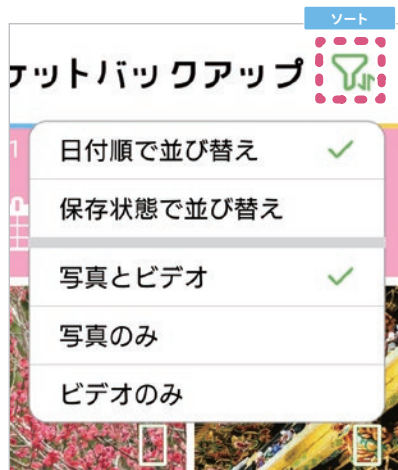 ソート
ケットバックアップ
1
日付順で並び替え
保存状態で並び替え
写真とビデオ
写真のみ
ビデオのみ